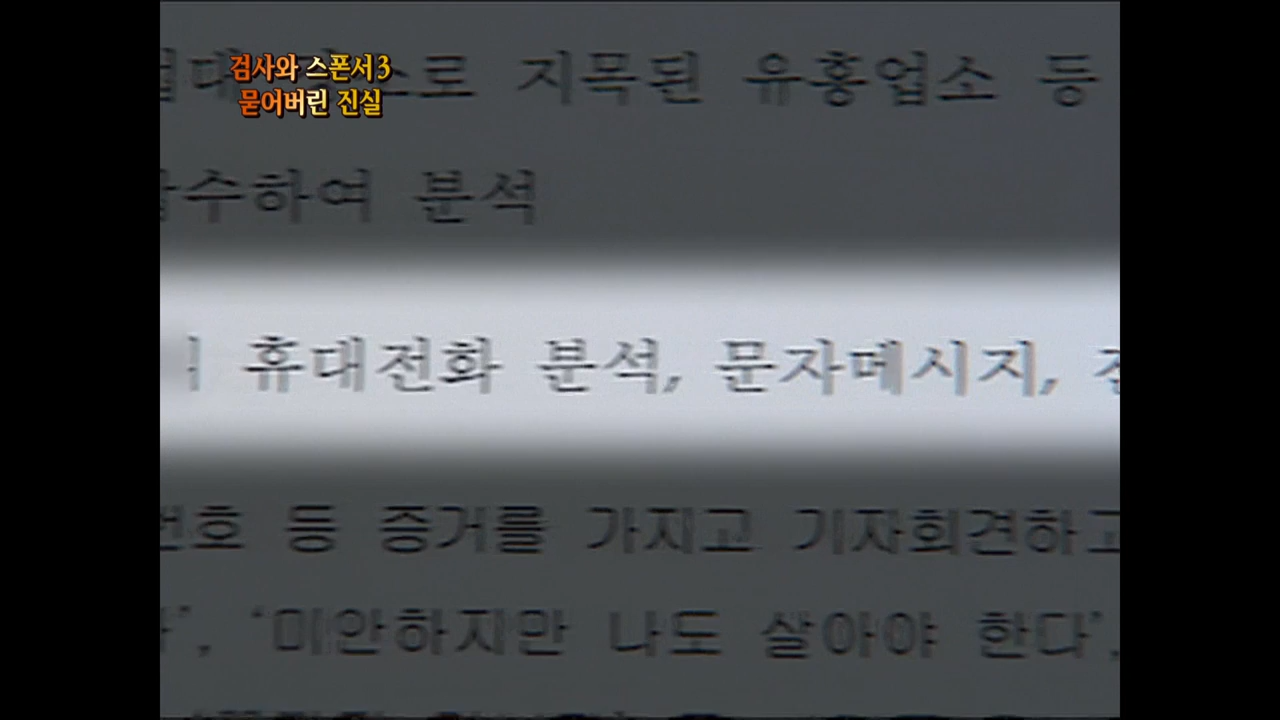 검사와 스폰서3
묻어버린 진실
지목된 유흥업소 등
수하여 분석
휴대전화 분석, 문자메시지,
번호 등 증거를 가지고 기자회견하고
', '미안하지만 나도 살아야 한다',